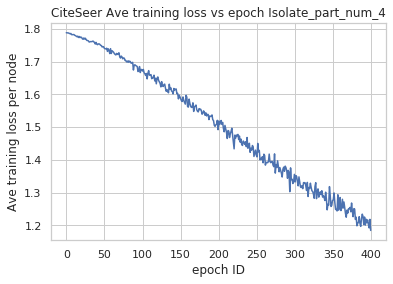 CiteSeer Ave training loss vs epoch Isolate_part_num_4
Ave training loss per node
1.8
1.7
1.6
1.5
1.4
1.3
1.2
0 50 100 150 200 250 300 350 400
epoch ID